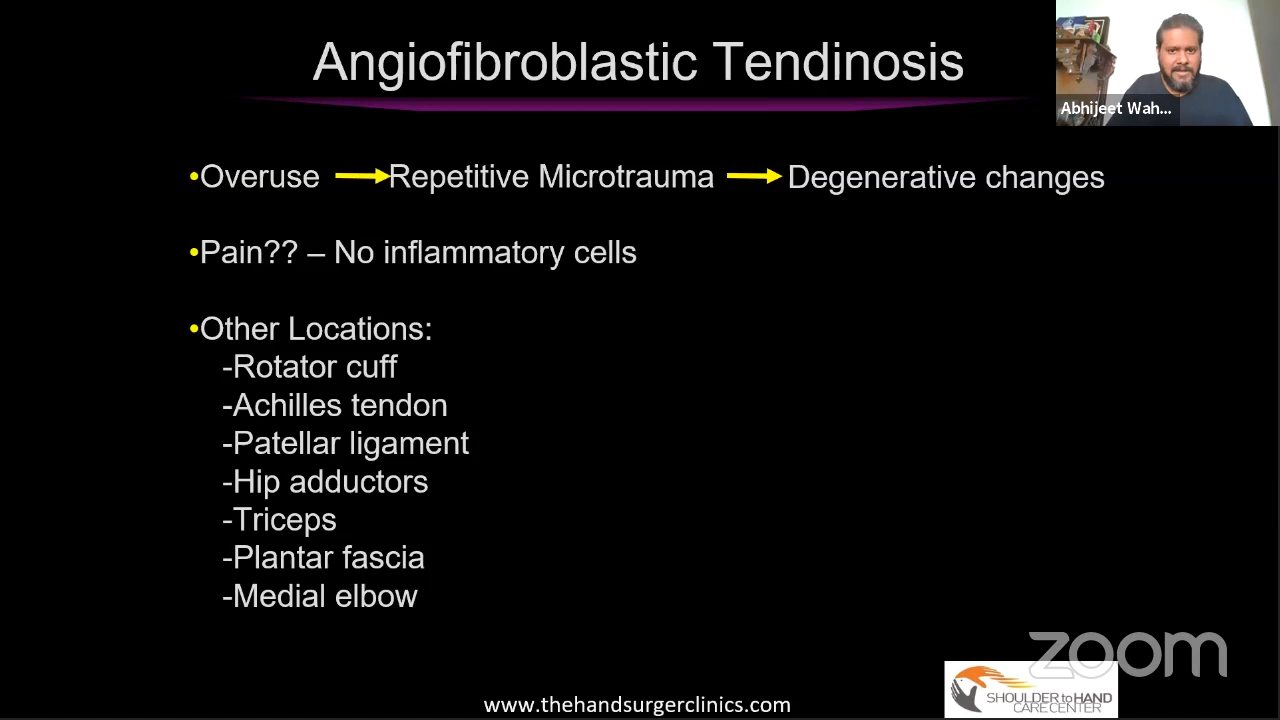 Angiofibroblastic Tendinosis
Abhijeet Wah...
•Overuse → Repetitive Microtrauma → Degenerative changes
•Pain?? – No inflammatory cells
•Other Locations:
-Rotator cuff
-Achilles tendon
-Patellar ligament
-Hip adductors
-Triceps
-Plantar fascia
-Medial elbow
zoom
SHOULDER to HAND
CARE CENTER
www.thehandsurgerclinics.com